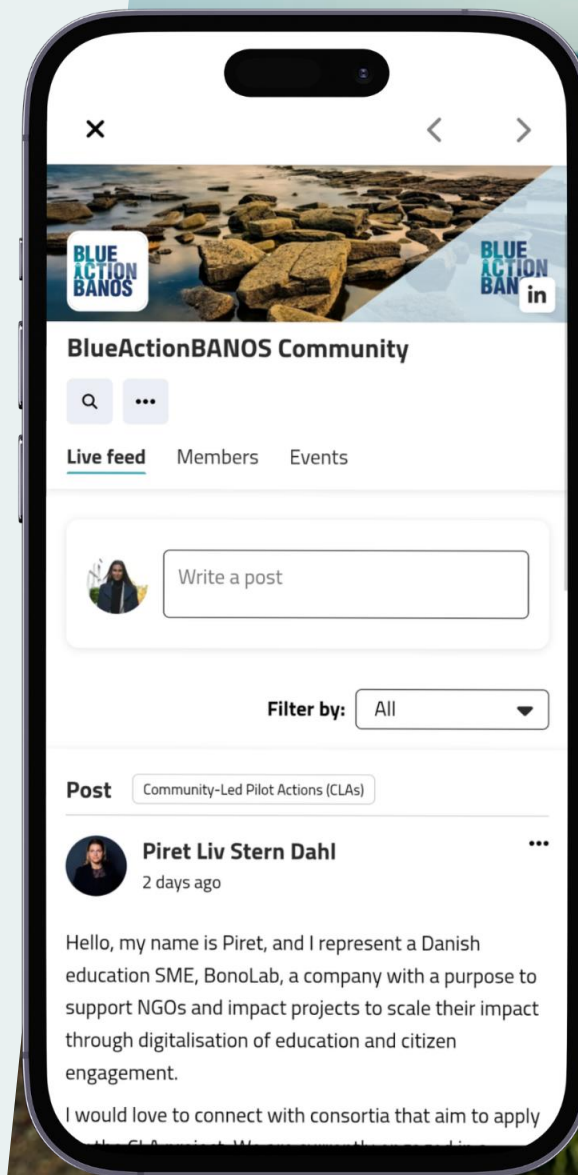 BLUE
ACTION
BANOS
BLUE
ACTION
BAN
in
BlueActionBANOS Community
Live feed
Members
Events
Write a post
Filter by:
All
Post
Community-Led Pilot Actions (CLAs)
Piret Liv Stern Dahl
2 days ago
Hello, my name is Piret, and I represent a Danish
education SME, BonoLab, a company with a purpose to
support NGOs and impact projects to scale their impact
through digitalisation of education and citizen
engagement.
I would love to connect with consortia that aim to apply